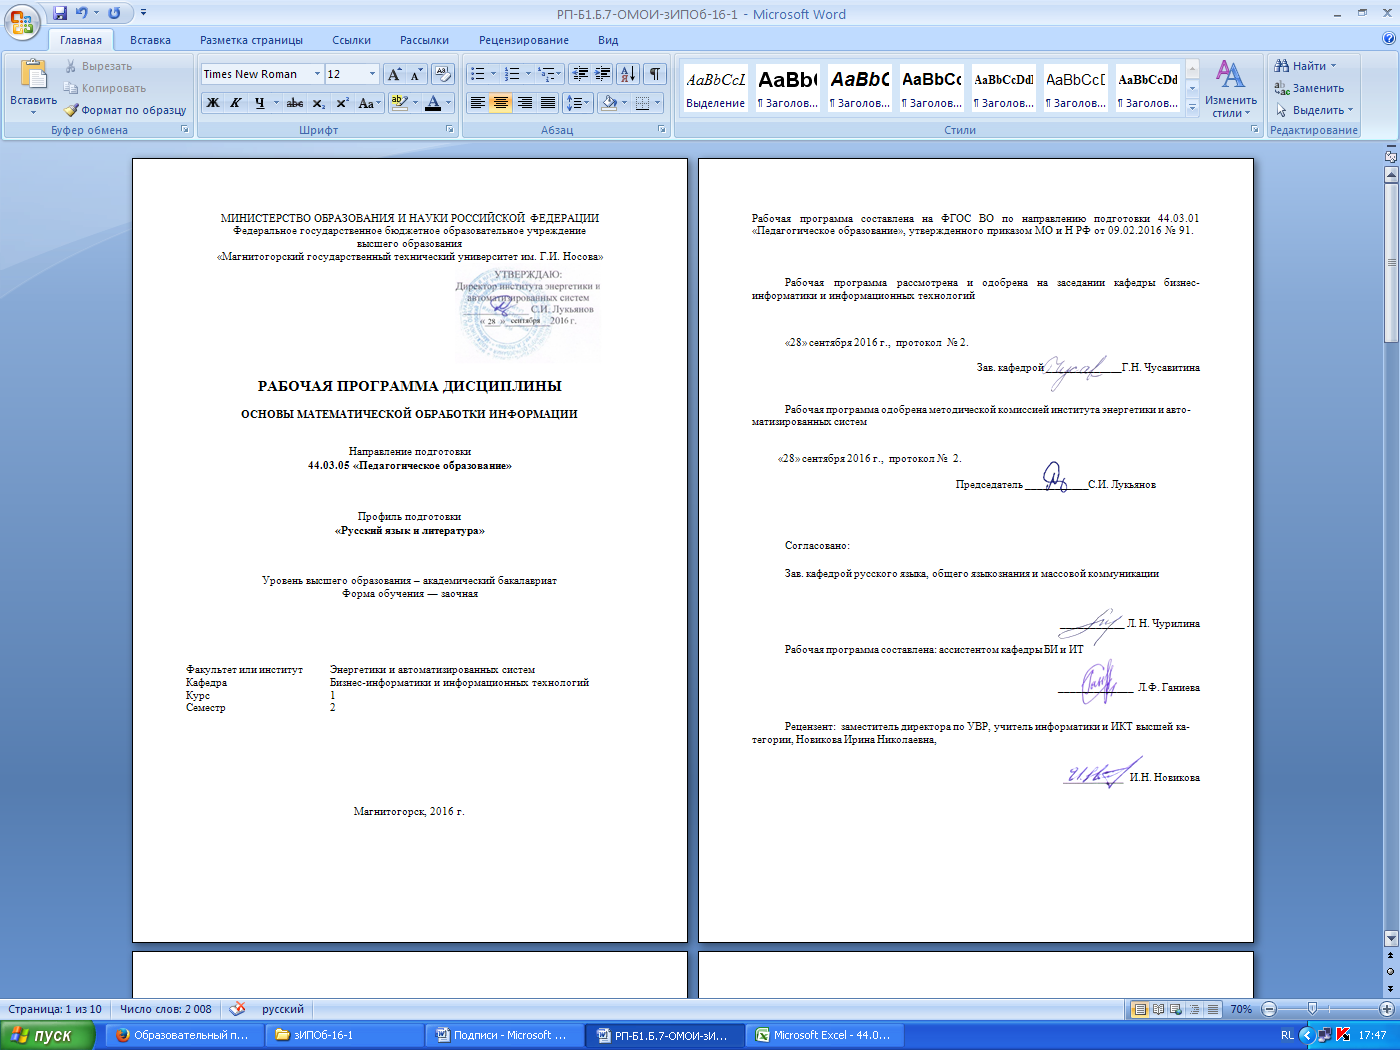 РП-Б1.Б.7-ОМОИ-зИПОб-16-1 - Microsoft Word
Главная Вставка Разметка страницы Ссылки Рассылки Рецензирование Вид
Вставить
Вырезать
Копировать
Формат по образцу
Буфер обмена
Times New Roman 12
Ж К Ч abc x₂ x² Aa
Шрифт
Абзац
AaBbCcI AaBb( AaBbC AaBbCc AaBbCcDdI AaBbCcD AaBbCcDd
Выделение ¶ Заголов... ¶ Заголов... ¶ Заголов... ¶ Заголов... ¶ Заголов... ¶ Заголов...
Стили
Изменить стили
Найти
Заменить
Выделить
Редактирование
МИНИСТЕРСТВО ОБРАЗОВАНИЯ И НАУКИ РОССИЙСКОЙ ФЕДЕРАЦИИ
Федеральное государственное бюджетное образовательное учреждение
высшего образования
«Магнитогорский государственный технический университет им. Г.И. Носова»
УТВЕРЖДАЮ:
Директор института энергетики и
автоматизированных систем
С.И. Лукьянов
« 28 » сентября 2016 г.
РАБОЧАЯ ПРОГРАММА ДИСЦИПЛИНЫ
ОСНОВЫ МАТЕМАТИЧЕСКОЙ ОБРАБОТКИ ИНФОРМАЦИИ
Направление подготовки
44.03.05 «Педагогическое образование»
Профиль подготовки
«Русский язык и литература»
Уровень высшего образования – академический бакалавриат
Форма обучения — заочная
Факультет или институт Энергетики и автоматизированных систем
Кафедра Бизнес-информатики и информационных технологий
Курс 1
Семестр 2
Магнитогорск, 2016 г.
Рабочая программа составлена на ФГОС ВО по направлению подготовки 44.03.01
«Педагогическое образование», утвержденного приказом МО и Н РФ от 09.02.2016 № 91.
Рабочая программа рассмотрена и одобрена на заседании кафедры бизнес-
информатики и информационных технологий
«28» сентября 2016 г., протокол № 2.
Зав. кафедрой Г.Н. Чусавитина
Рабочая программа одобрена методической комиссией института энергетики и авто-
матизированных систем
«28» сентября 2016 г., протокол № 2.
Председатель С.И. Лукьянов
Согласовано:
Зав. кафедрой русского языка, общего языкознания и массовой коммуникации
Л. Н. Чурилина
Рабочая программа составлена: ассистентом кафедры БИ и ИТ
Л.Ф. Ганиева
Рецензент: заместитель директора по УВР, учитель информатики и ИКТ высшей ка-
тегории, Новикова Ирина Николаевна,
И.Н. Новикова
Страница: 1 из 10 Число слов: 2 008 русский 70%
пуск Образовательный п... зИПОб-16-1 Подписи - Microsoft ... РП-Б1.Б.7-ОМОИ-зИ... Microsoft Excel - 44.0... RL 17:47